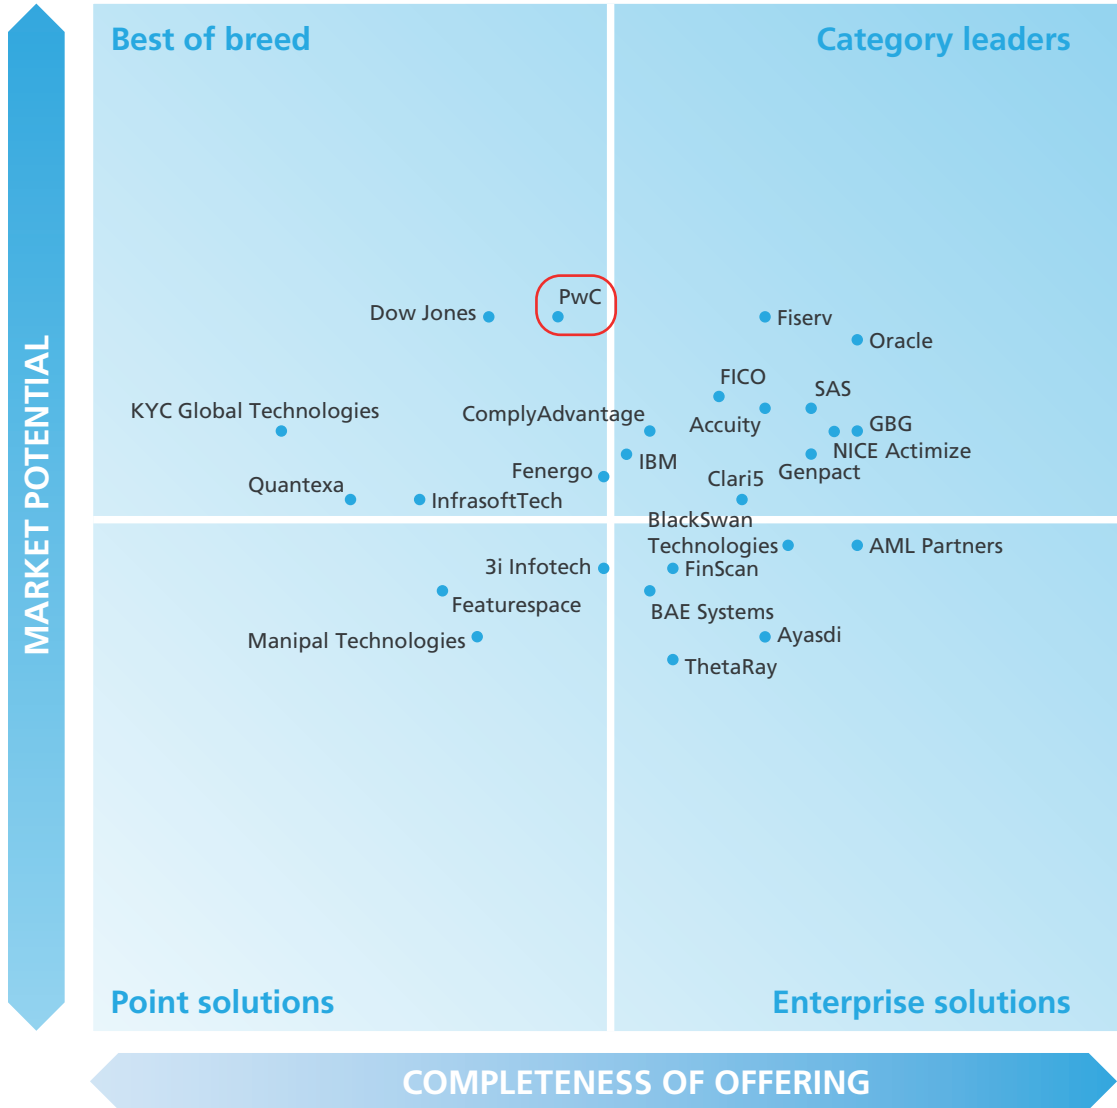 Best of breed
Category leaders
PwC
Dow Jones
Fiserv
Oracle
FICO
SAS
KYC Global Technologies
ComplyAdvantage
Accuity
GBG
NICE Actimize
IBM
Fenergo
Genpact
Clari5
Quantexa
InfrasoftTech
BlackSwan
Technologies
AML Partners
3i Infotech
FinScan
Featurespace
BAE Systems
Manipal Technologies
Ayasdi
ThetaRay
Point solutions
Enterprise solutions
MARKET POTENTIAL
COMPLETENESS OF OFFERING